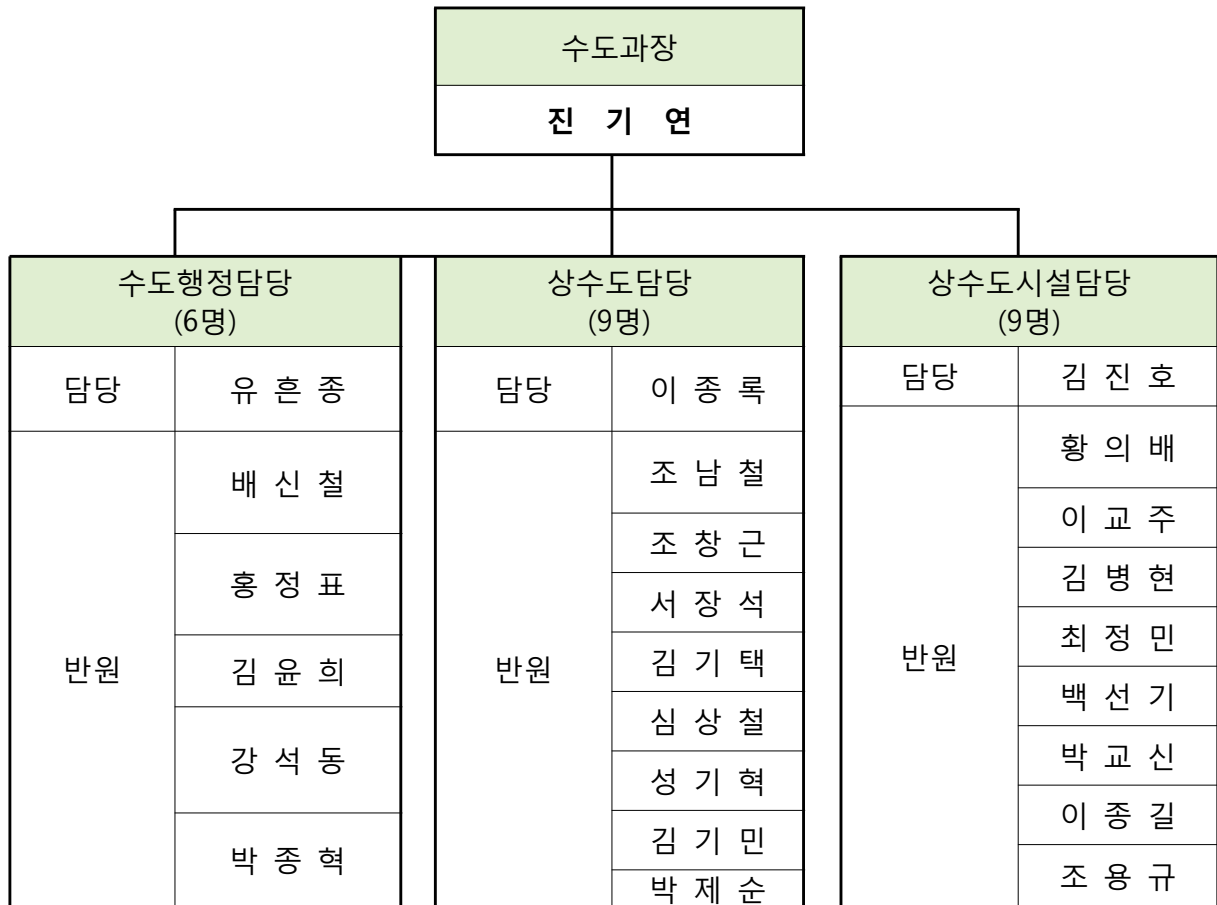 수도과장
진 기 연
수도행정담당
(6명)
담당
유 흔 종
반원
배 신 철
홍 정 표
김 윤 희
강 석 동
박 종 혁
상수도담당
(9명)
담당
이 종 록
반원
조 남 철
조 창 근
서 장 석
김 기 택
심 상 철
성 기 혁
김 기 민
박 제 순
상수도시설담당
(9명)
담당
김 진 호
반원
황 의 배
이 교 주
김 병 현
최 정 민
백 선 기
박 교 신
이 종 길
조 용 규